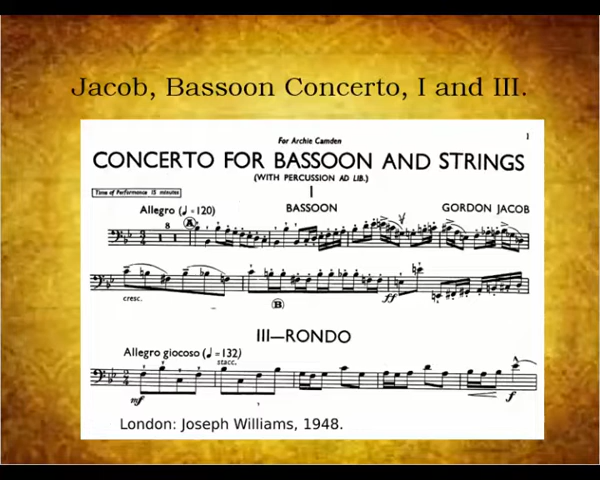 Jacob, Bassoon Concerto, I and III.
For Archie Camden
1
CONCERTO FOR BASSOON AND STRINGS
(WITH PERCUSSION AD LIB.)
Time of Performance 15 minutes
I
Allegro (♩=120) BASSOON GORDON JACOB
8 A
cresc. B ff
III—RONDO
Allegro giocoso (♩=132)
stacc.
mf f
London: Joseph Williams, 1948.